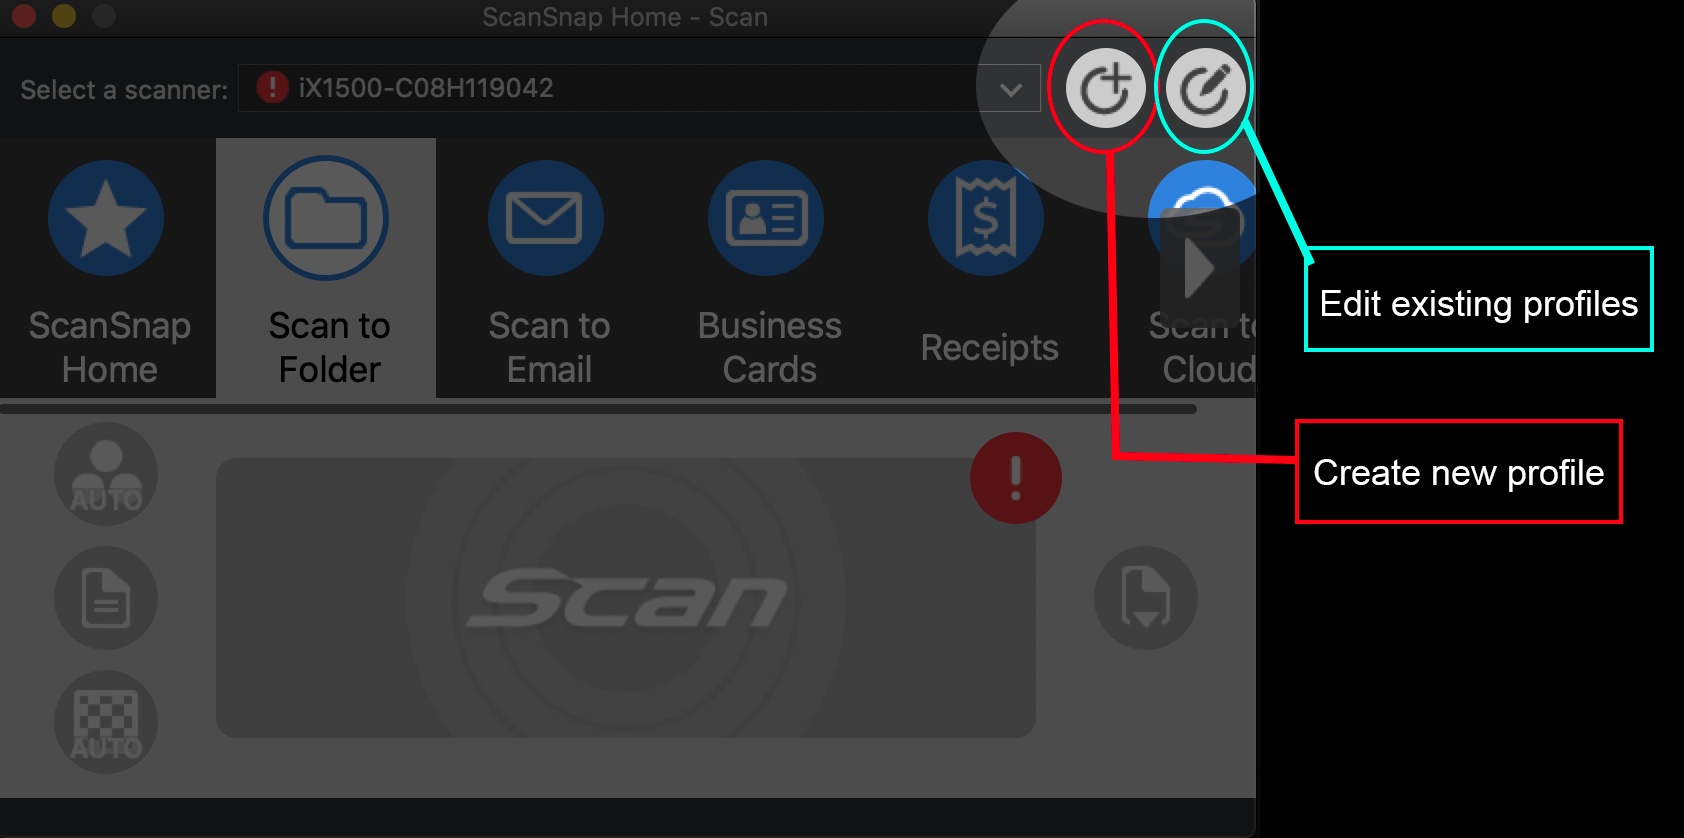 ScanSnap Home - Scan
Select a scanner:
iX1500-C08H119042
ScanSnap
Home
Scan to
Folder
Scan to
Email
Business
Cards
Receipts
Scan to
Cloud
Edit existing profiles
Create new profile
AUTO
Scan
AUTO